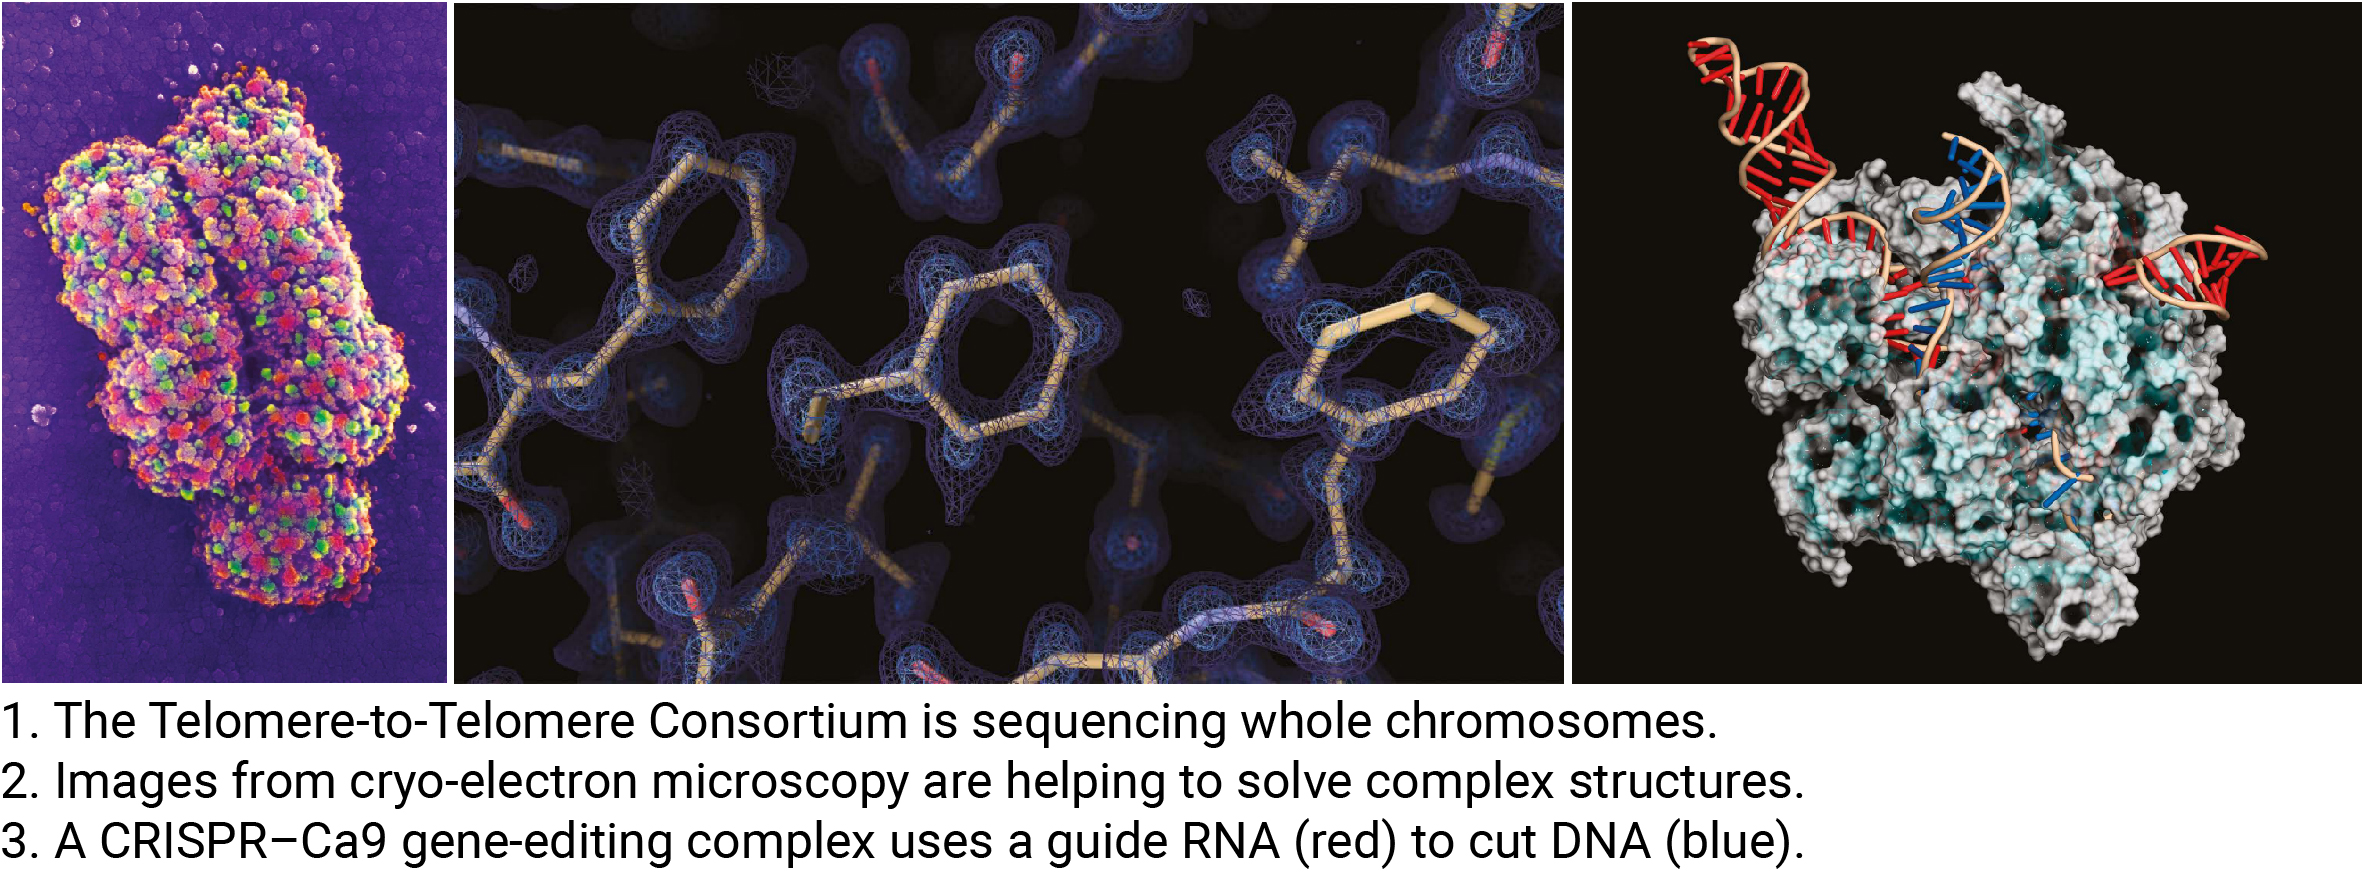 1. The Telomere-to-Telomere Consortium is sequencing whole chromosomes.
2. Images from cryo-electron microscopy are helping to solve complex structures.
3. A CRISPR–Ca9 gene-editing complex uses a guide RNA (red) to cut DNA (blue).